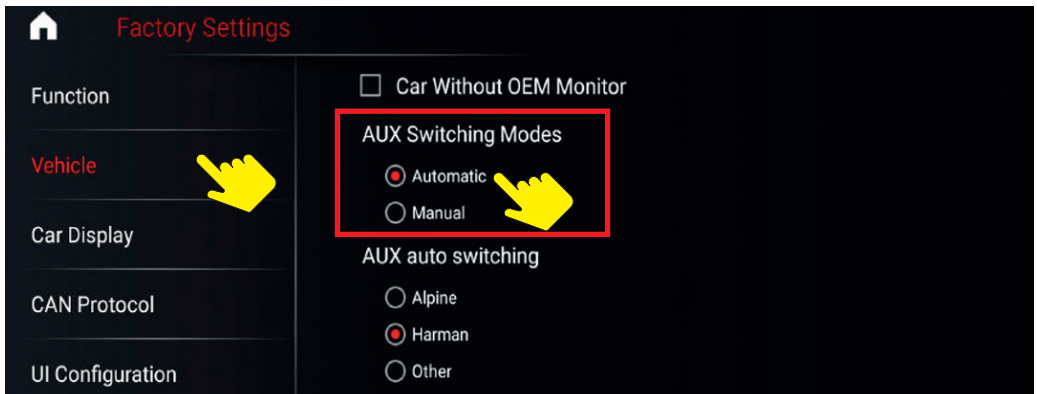 Factory Settings
Function
Vehicle
Car Display
CAN Protocol
UI Configuration
Car Without OEM Monitor
AUX Switching Modes
Automatic
Manual
AUX auto switching
Alpine
Harman
Other